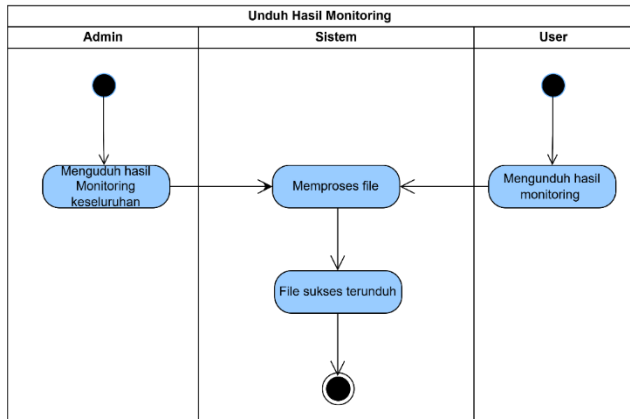 Unduh Hasil Monitoring
Admin
Sistem
User
Menguduh hasil
Monitoring
keseluruhan
Memproses file
Mengunduh hasil
monitoring
File sukses terunduh